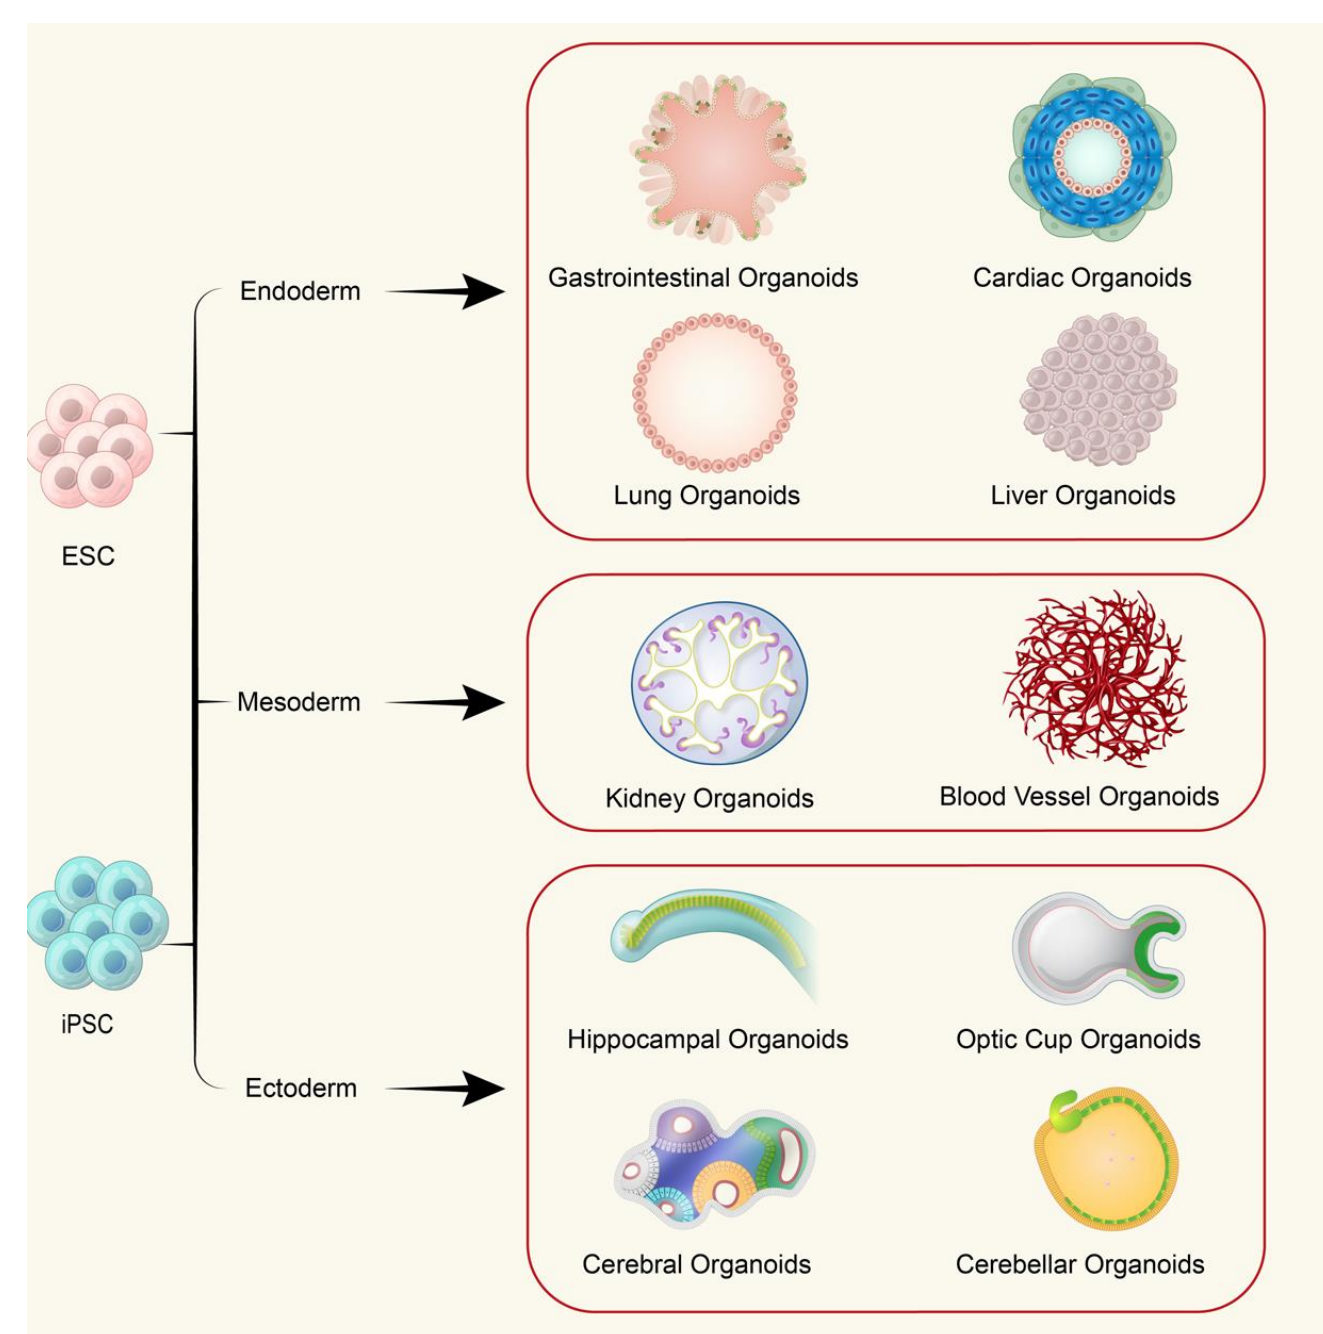 Gastrointestinal Organoids
Cardiac Organoids
Endoderm
Lung Organoids
Liver Organoids
ESC
Mesoderm
Kidney Organoids
Blood Vessel Organoids
iPSC
Hippocampal Organoids
Optic Cup Organoids
Ectoderm
Cerebral Organoids
Cerebellar Organoids